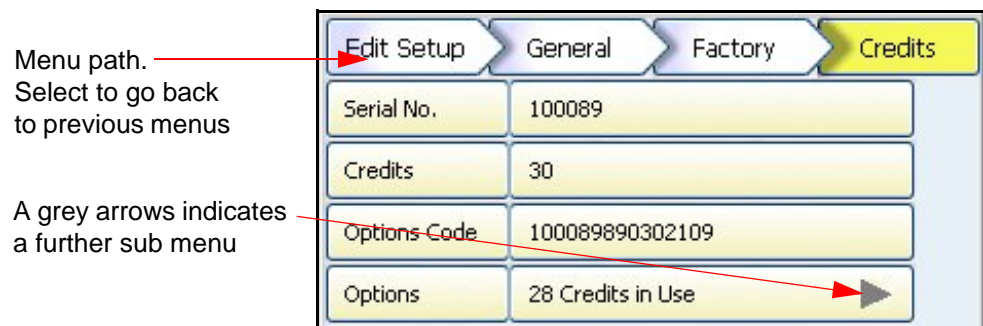 Menu path.
Select to go back
to previous menus
A grey arrows indicates
a further sub menu
Edit Setup General Factory Credits
Serial No. 100089
Credits 30
Options Code 100089890302109
Options 28 Credits in Use